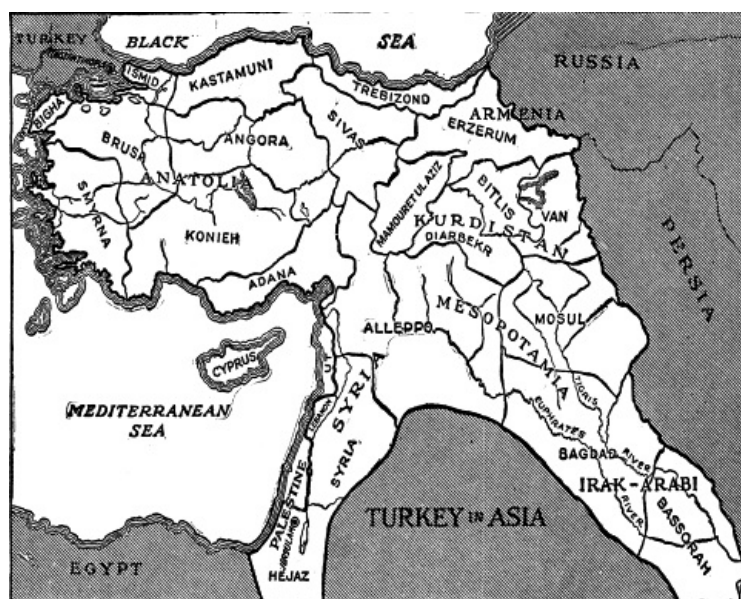 BLACK
SEA
TURKEY
RUSSIA
ISMID
KASTAMUNI
TREBIZOND
BIGHA
ARMENIA
SIVAS
ERZERUM
BRUSA
ANGORA
ANATOLIA
MAMOURET UL AZIZ
BITLIS
VAN
SMYRNA
KURDISTAN
KONIEH
DIARBEKR
PERSIA
ADANA
MESOPOTAMIA
MOSUL
ALLEPPO
CYPRUS
TIGRIS
RIVER
MEDITERRANEAN
SEA
LEBANON
SYRIA
SYRIA
EUPHRATES
RIVER
BAGDAD
IRAK-ARABI
PALESTINE
BASSORAH
TURKEY IN ASIA
EGYPT
HEJAZ